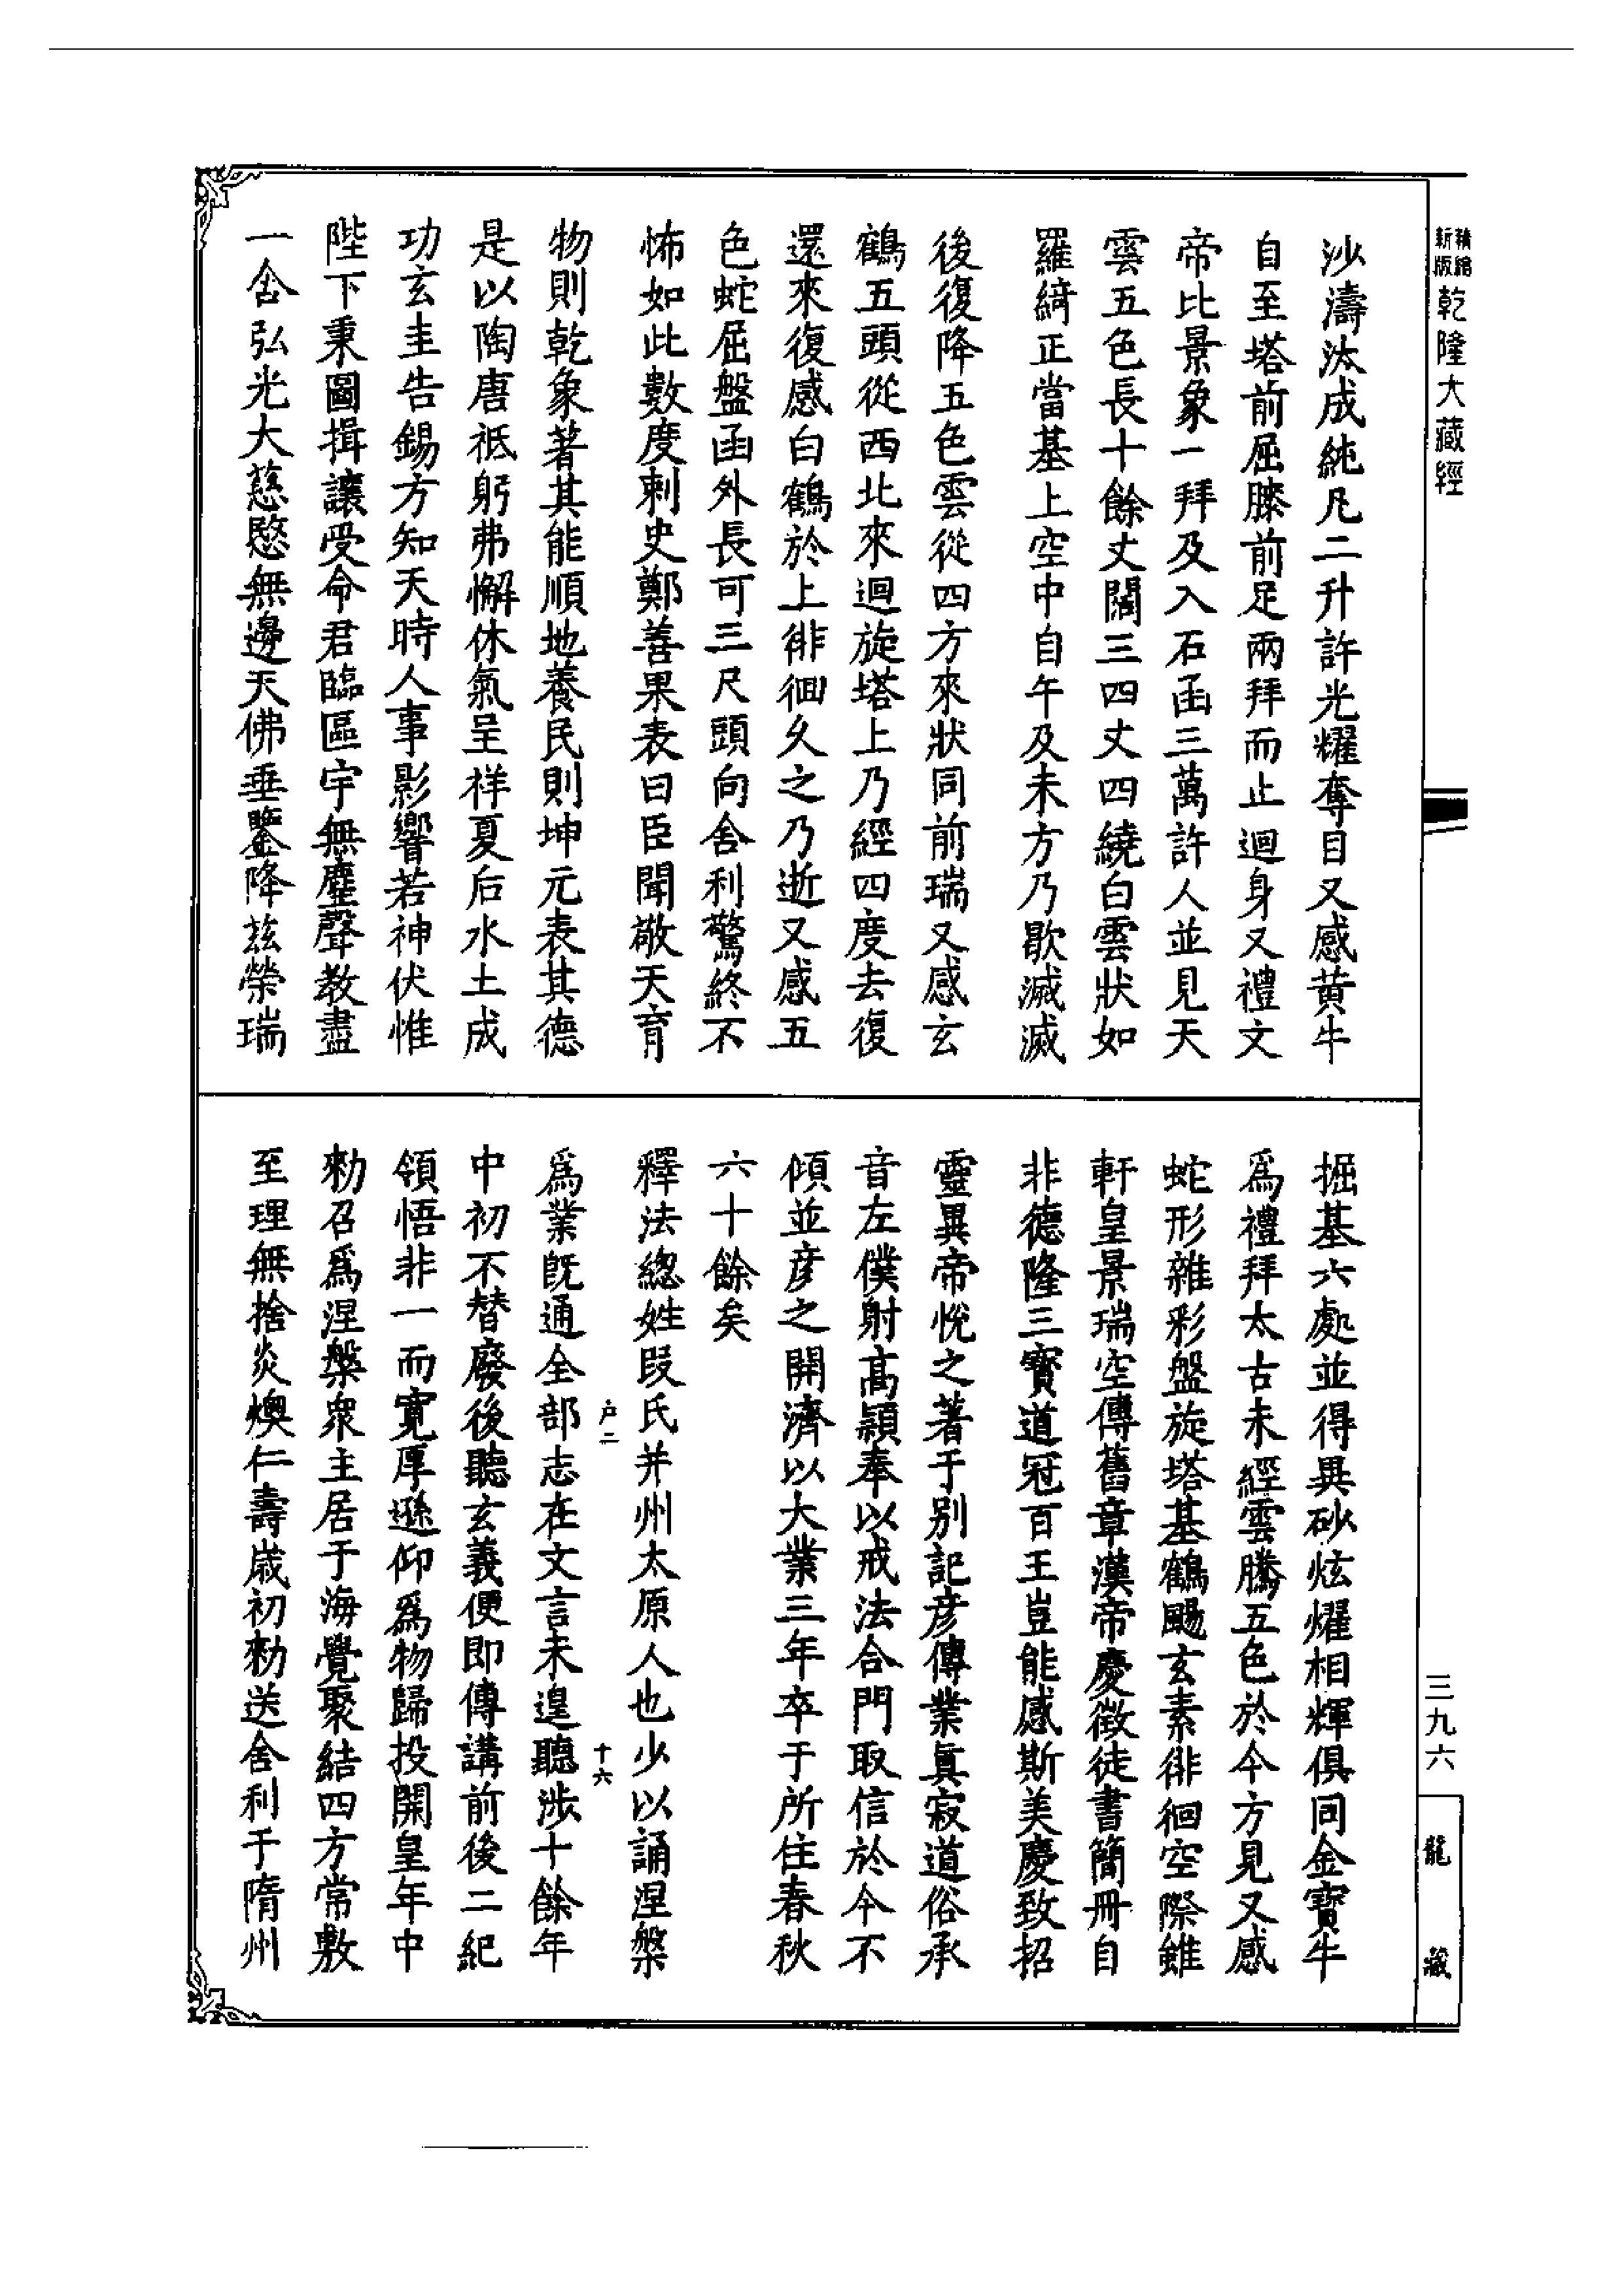 精繕
新版
乾隆大藏經
沙濤汰成純凡二升許光耀奪目又感黄牛
自至塔前屈膝前足兩拜而止迴身又禮文
帝比景象一拜及入石函三萬許人並見天
雲五色長十餘丈闊三四丈四繞白雲狀如
羅綺正當基上空中自午及未方乃歇滅滅
後復降五色雲從四方來狀同前瑞又感玄
鶴五頭從西北來迴旋塔上乃經四度去復
還來復感白鶴於上徘徊久之乃逝又感五
色蛇屈盤函外長可三尺頭向舍利驚終不
怖如此數度刺史鄭善果表曰臣聞敬天育
物則乾象著其能順地養民則坤元表其德
是以陶唐祗躬弗懈休氣呈祥夏后水土成
功玄圭告錫方知天時人事影響若神伏惟
陛下秉圖揖讓受命君臨區宇無塵聲教盡
一含弘光大慈愍無邊天佛垂鑒降兹榮瑞
掘基六處並得異砂炫燿相輝俱同金寶牛
爲禮拜太古未經雲騰五色於今方見又感
蛇形雜彩盤旋塔基鶴颺玄素徘徊空際雖
軒皇景瑞空傳舊章漢帝慶徵徒書簡冊自
非德隆三寶道冠百王豈能感斯美慶致招
靈異帝悅之著于别記彦傳業真寂道俗承
音左僕射高頴奉以戒法合門取信於今不
傾並彦之開濟以大業三年卒于所住春秋
六十餘矣
釋法總姓段氏并州太原人也少以誦涅槃
爲業既通全部志在文言未遑聽涉十餘年
中初不替廢後聽玄義便即傳講前後二紀
領悟非一而寬厚遜仰爲物歸投開皇年中
勑召爲涅槃衆主居于海覺聚結四方常敷
至理無捨炎燠仁壽歲初勑送舍利于隋州
户二
十六
三九六
龍藏